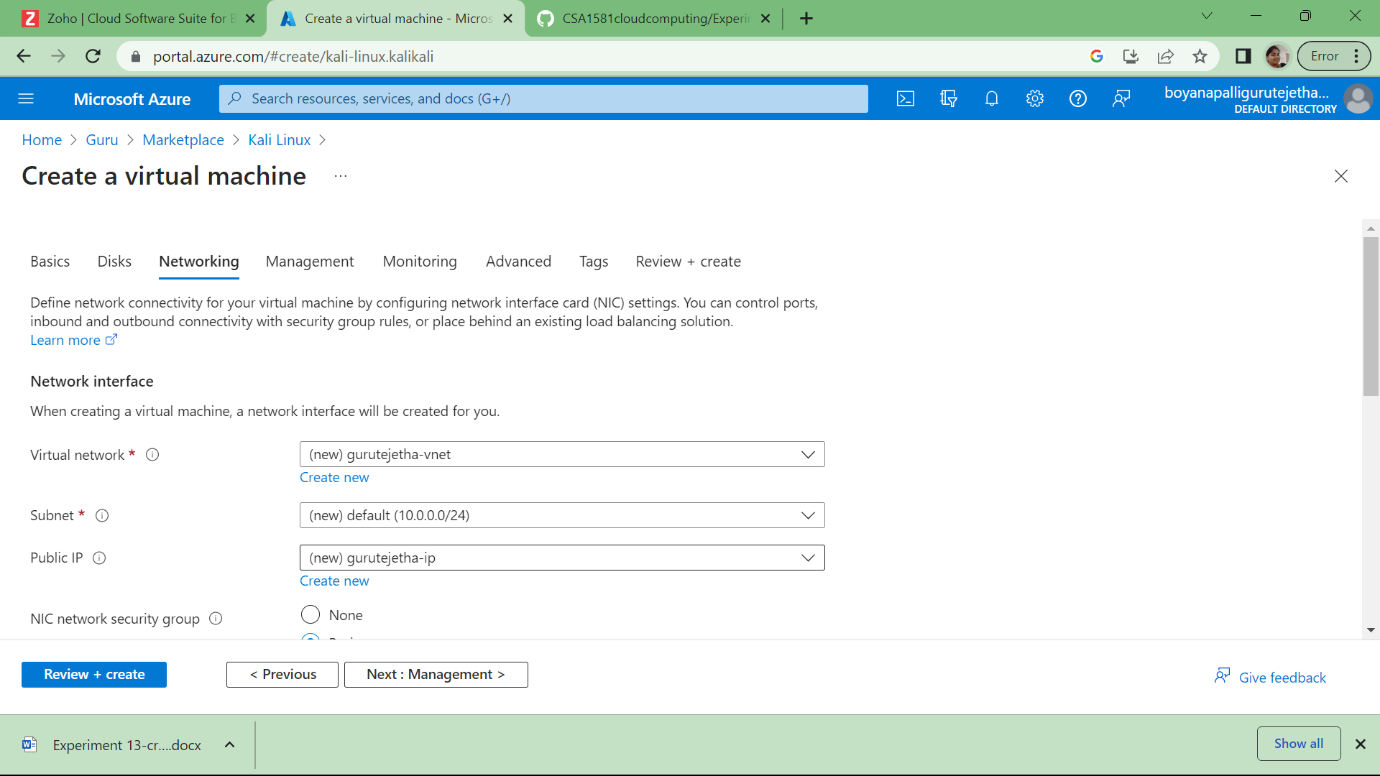 Zoho | Cloud Software Suite for B
Create a virtual machine - Micros
CSA1581cloudcomputing/Experin
portal.azure.com/#create/kali-linux.kalikali
Error
Microsoft Azure
Search resources, services, and docs (G+/)
boyanapalligurutejetha...
DEFAULT DIRECTORY
Home > Guru > Marketplace > Kali Linux >
Create a virtual machine ...
Basics Disks Networking Management Monitoring Advanced Tags Review + create
Define network connectivity for your virtual machine by configuring network interface card (NIC) settings. You can control ports,
inbound and outbound connectivity with security group rules, or place behind an existing load balancing solution.
Learn more
Network interface
When creating a virtual machine, a network interface will be created for you.
Virtual network * (new) gurutejetha-vnet
Create new
Subnet * (new) default (10.0.0.0/24)
Public IP (new) gurutejetha-ip
Create new
NIC network security group None
Review + create < Previous Next : Management > Give feedback
Experiment 13-cr....docx Show all